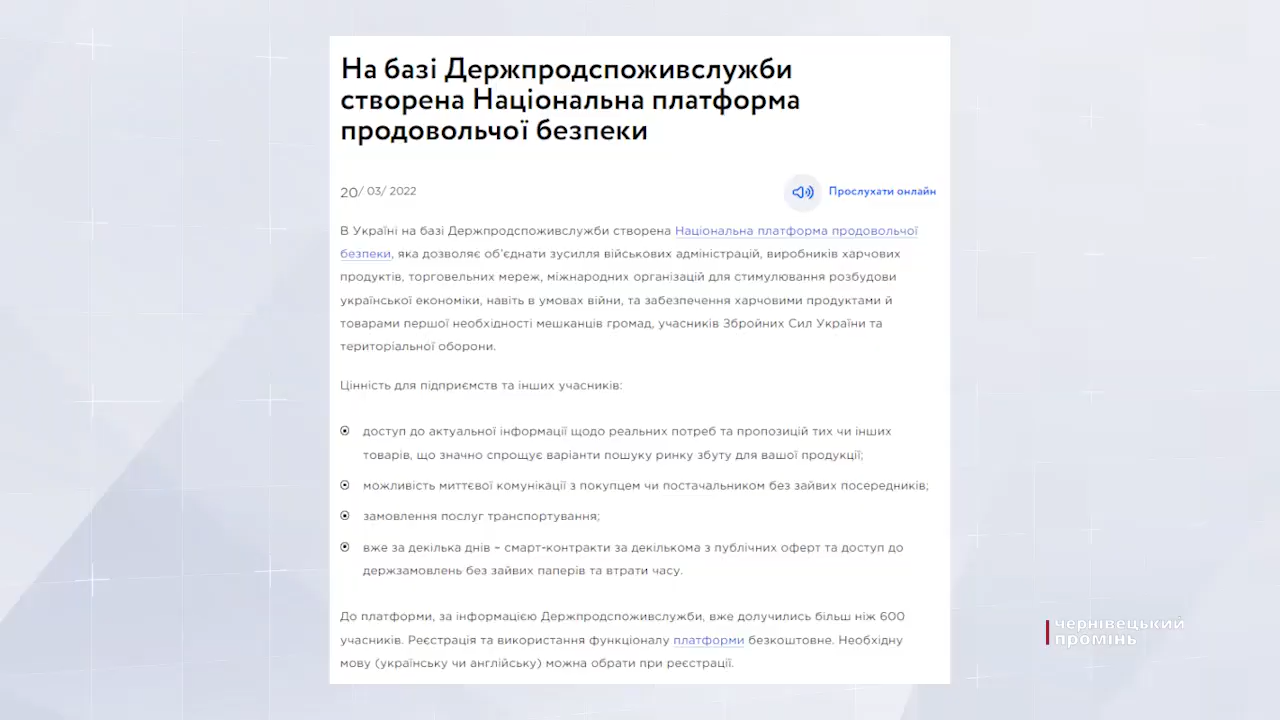 На базі Держпродспоживслужби
створена Національна платформа
продовольчої безпеки
20/ 03/ 2022
Прослухати онлайн
В Україні на базі Держпродспоживслужби створена Національна платформа продовольчої
безпеки, яка дозволяє об'єднати зусилля військових адміністрацій, виробників харчових
продуктів, торговельних мереж, міжнародних організацій для стимулювання розбудови
української економіки, навіть в умовах війни, та забезпечення харчовими продуктами й
товарами першої необхідності мешканців громад, учасників Збройних Сил України та
територіальної оборони.
Цінність для підприємств та інших учасників:
доступ до актуальної інформації щодо реальних потреб та пропозицій тих чи інших
товарів, що значно спрощує варіанти пошуку ринку збуту для вашої продукції;
можливість миттєвої комунікації з покупцем чи постачальником без зайвих посередників;
замовлення послуг транспортування;
вже за декілька днів – смарт-контракти за декількома з публічних оферт та доступ до
держзамовлень без зайвих паперів та втрати часу.
До платформи, за інформацією Держпродспоживслужби, вже долучились більш ніж 600
учасників. Реєстрація та використання функціоналу платформи безкоштовне. Необхідну
мову (українську чи англійську) можна обрати при реєстрації.
чернівецький
промінь